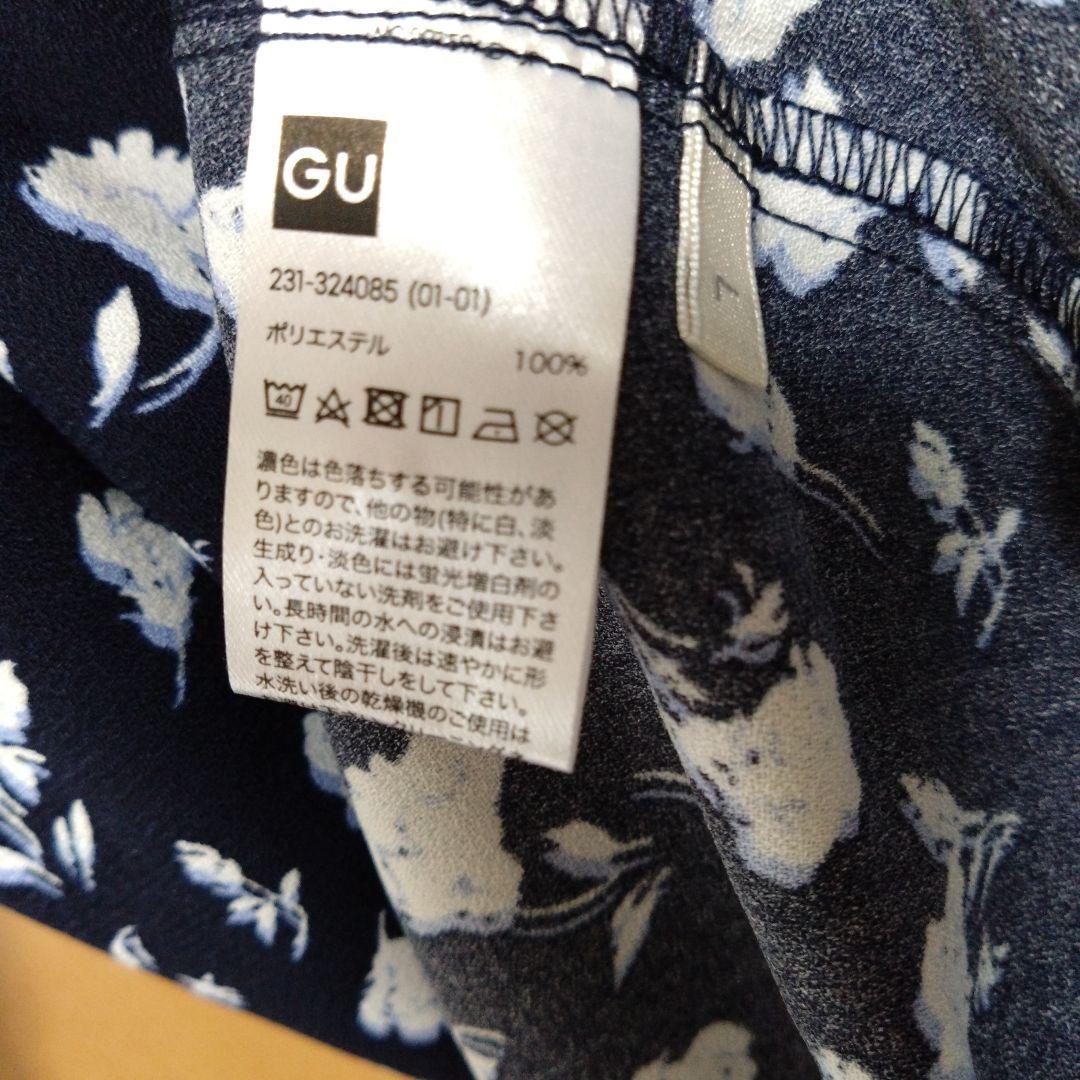 GU
231-324085 (01-01)
ポリエステル 100%
40
濃色は色落ちする可能性があ
りますので、他の物(特に白、淡
色)とのお洗濯はお避け下さい。
生成り・淡色には蛍光増白剤の
入っていない洗剤をご使用下さ
い。長時間の水への浸漬はお避
け下さい。洗濯後は速やかに形
を整えて陰干しをして下さい。
水洗い後の乾燥機のご使用は
7